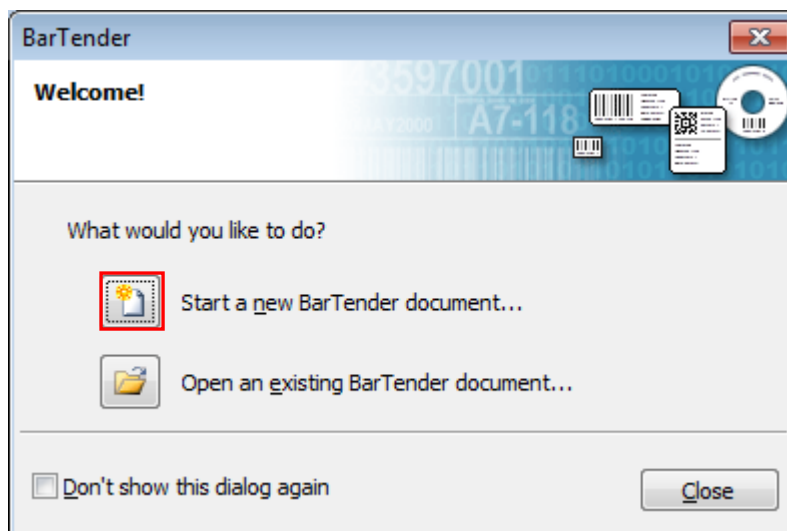 BarTender
Welcome!
3597001
A7-118
What would you like to do?
Start a new BarTender document...
Open an existing BarTender document...
Don't show this dialog again
Close